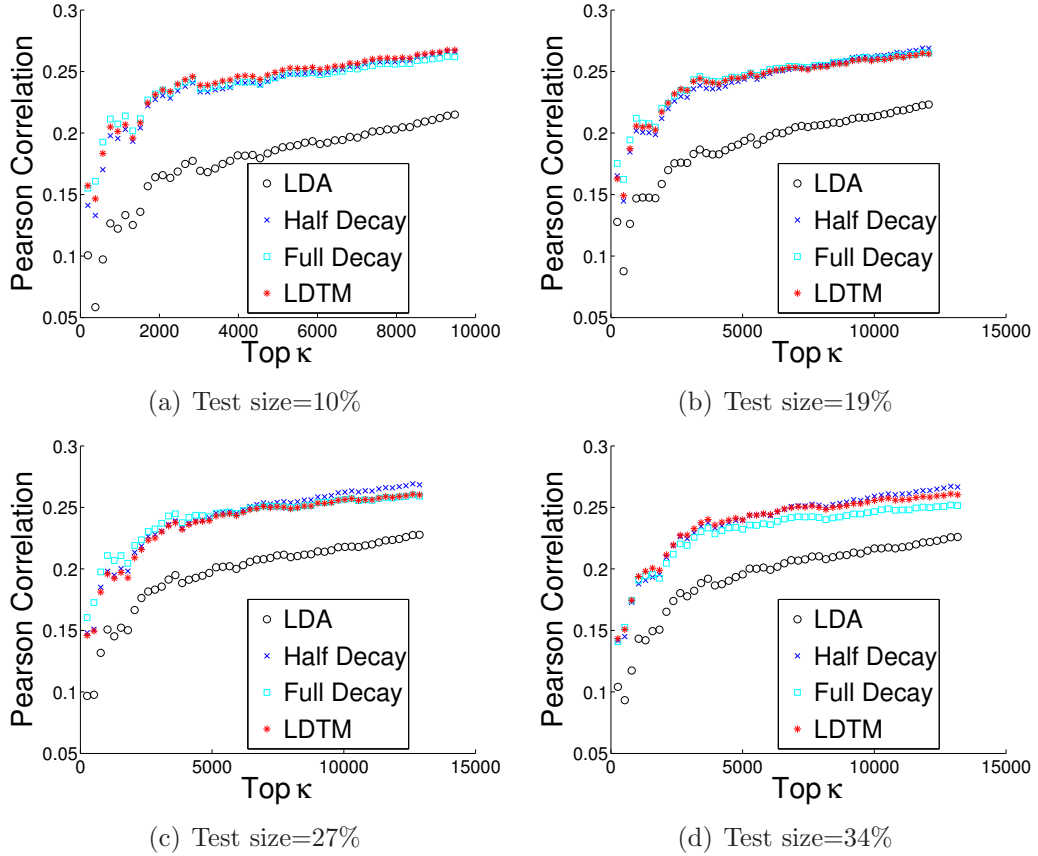 0.3
0.25
0.2
0.15
0.1
0.05
Pearson Correlation
LDA
Half Decay
Full Decay
LDTM
0 2000 4000 6000 8000 10000
Top κ
(a) Test size=10%
0.3
0.25
0.2
0.15
0.1
0.05
Pearson Correlation
LDA
Half Decay
Full Decay
LDTM
0 5000 10000 15000
Top κ
(b) Test size=19%
0.3
0.25
0.2
0.15
0.1
0.05
Pearson Correlation
LDA
Half Decay
Full Decay
LDTM
0 5000 10000 15000
Top κ
(c) Test size=27%
0.3
0.25
0.2
0.15
0.1
0.05
Pearson Correlation
LDA
Half Decay
Full Decay
LDTM
0 5000 10000 15000
Top κ
(d) Test size=34%